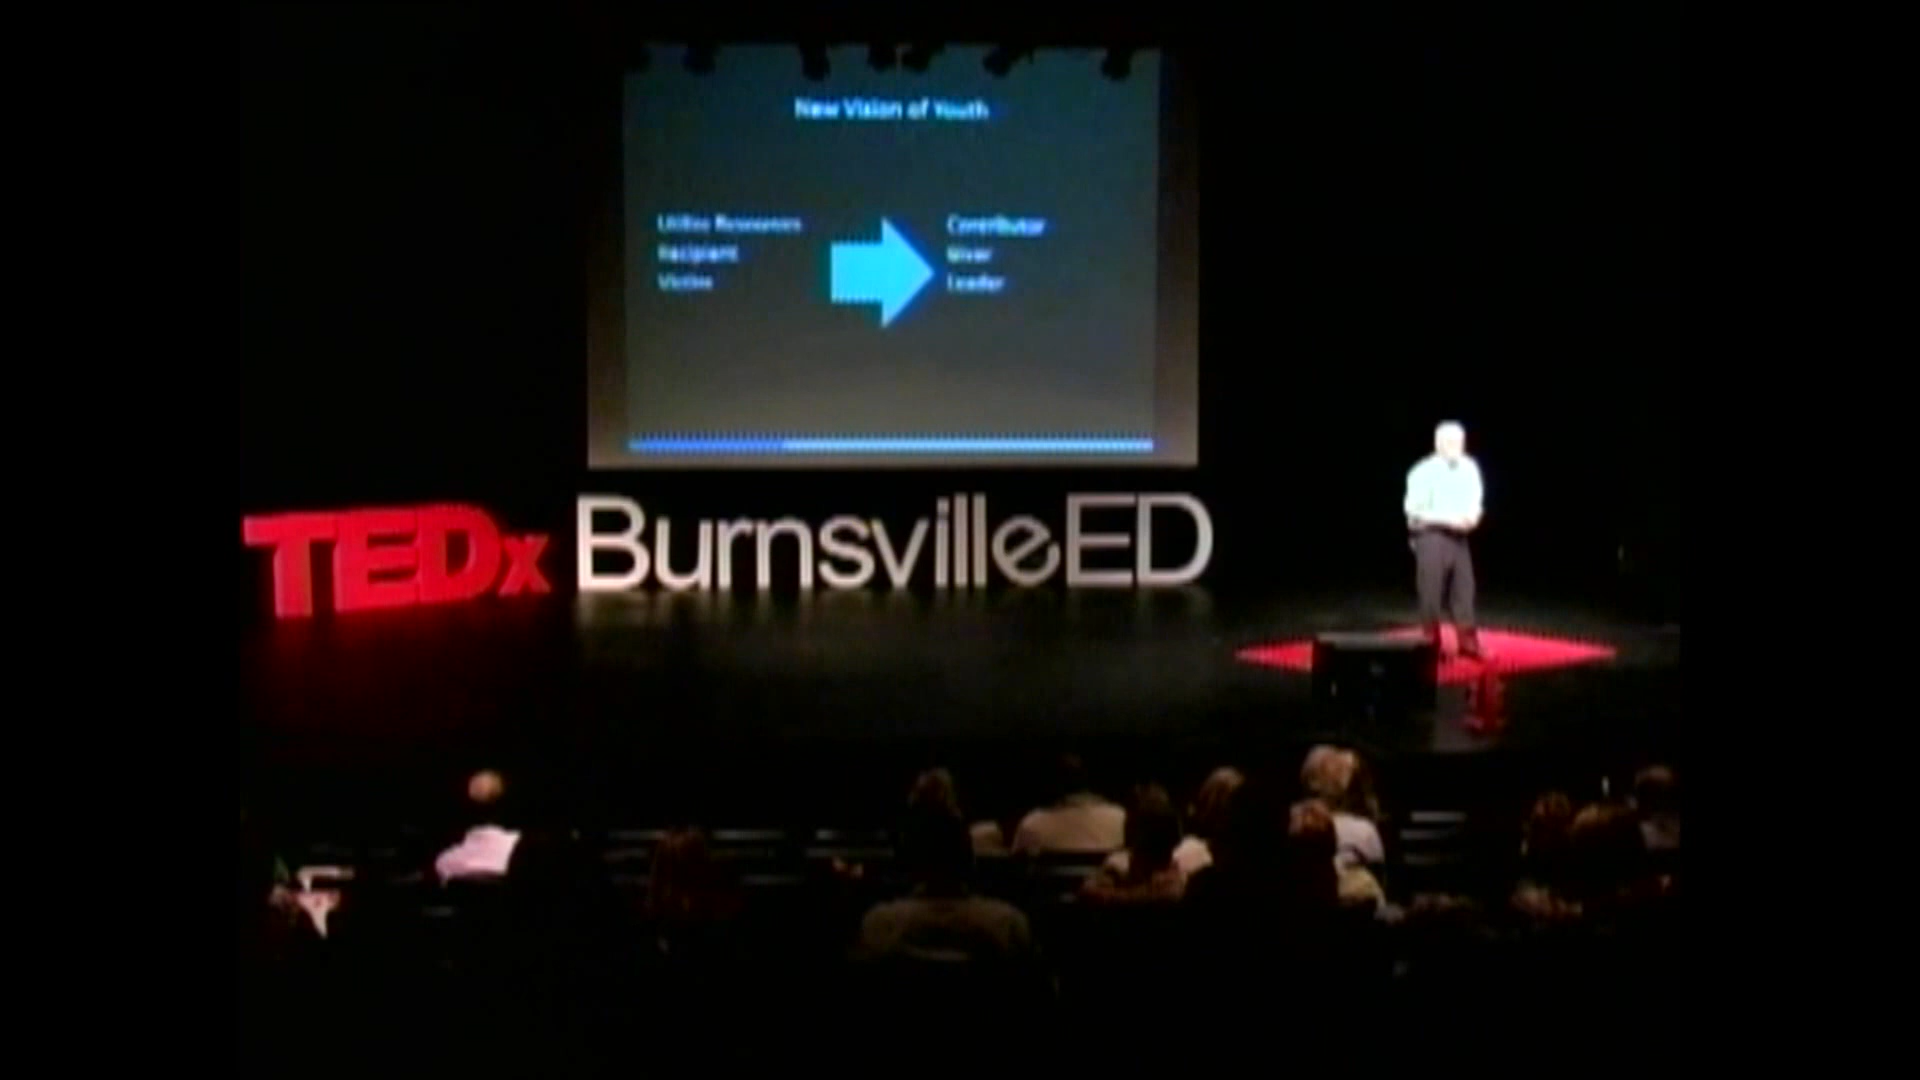 New Vision of Youth
Utilize Resources
Recipient
Victim
Contributor
Giver
Leader
TEDx BurnsvilleED